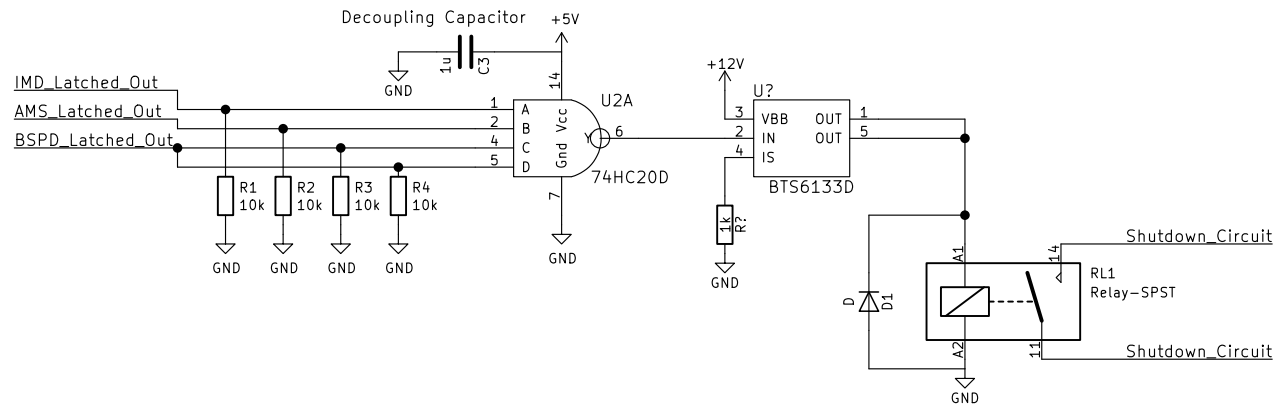 Decoupling Capacitor
+5V
1u
C3
GND
14
IMD_Latched_Out
AMS_Latched_Out
BSPD_Latched_Out
1
2
4
5
A
B
C
D
Vcc
Gnd
Y
6
7
U2A
74HC20D
GND
R1
10k
R2
10k
R3
10k
R4
10k
GND
GND
GND
GND
+12V
U?
3
2
4
VBB
IN
IS
OUT
OUT
1
5
BTS6133D
1k
R?
GND
D
D1
A1
A2
14
11
RL1
Relay-SPST
Shutdown_Circuit
Shutdown_Circuit
GND